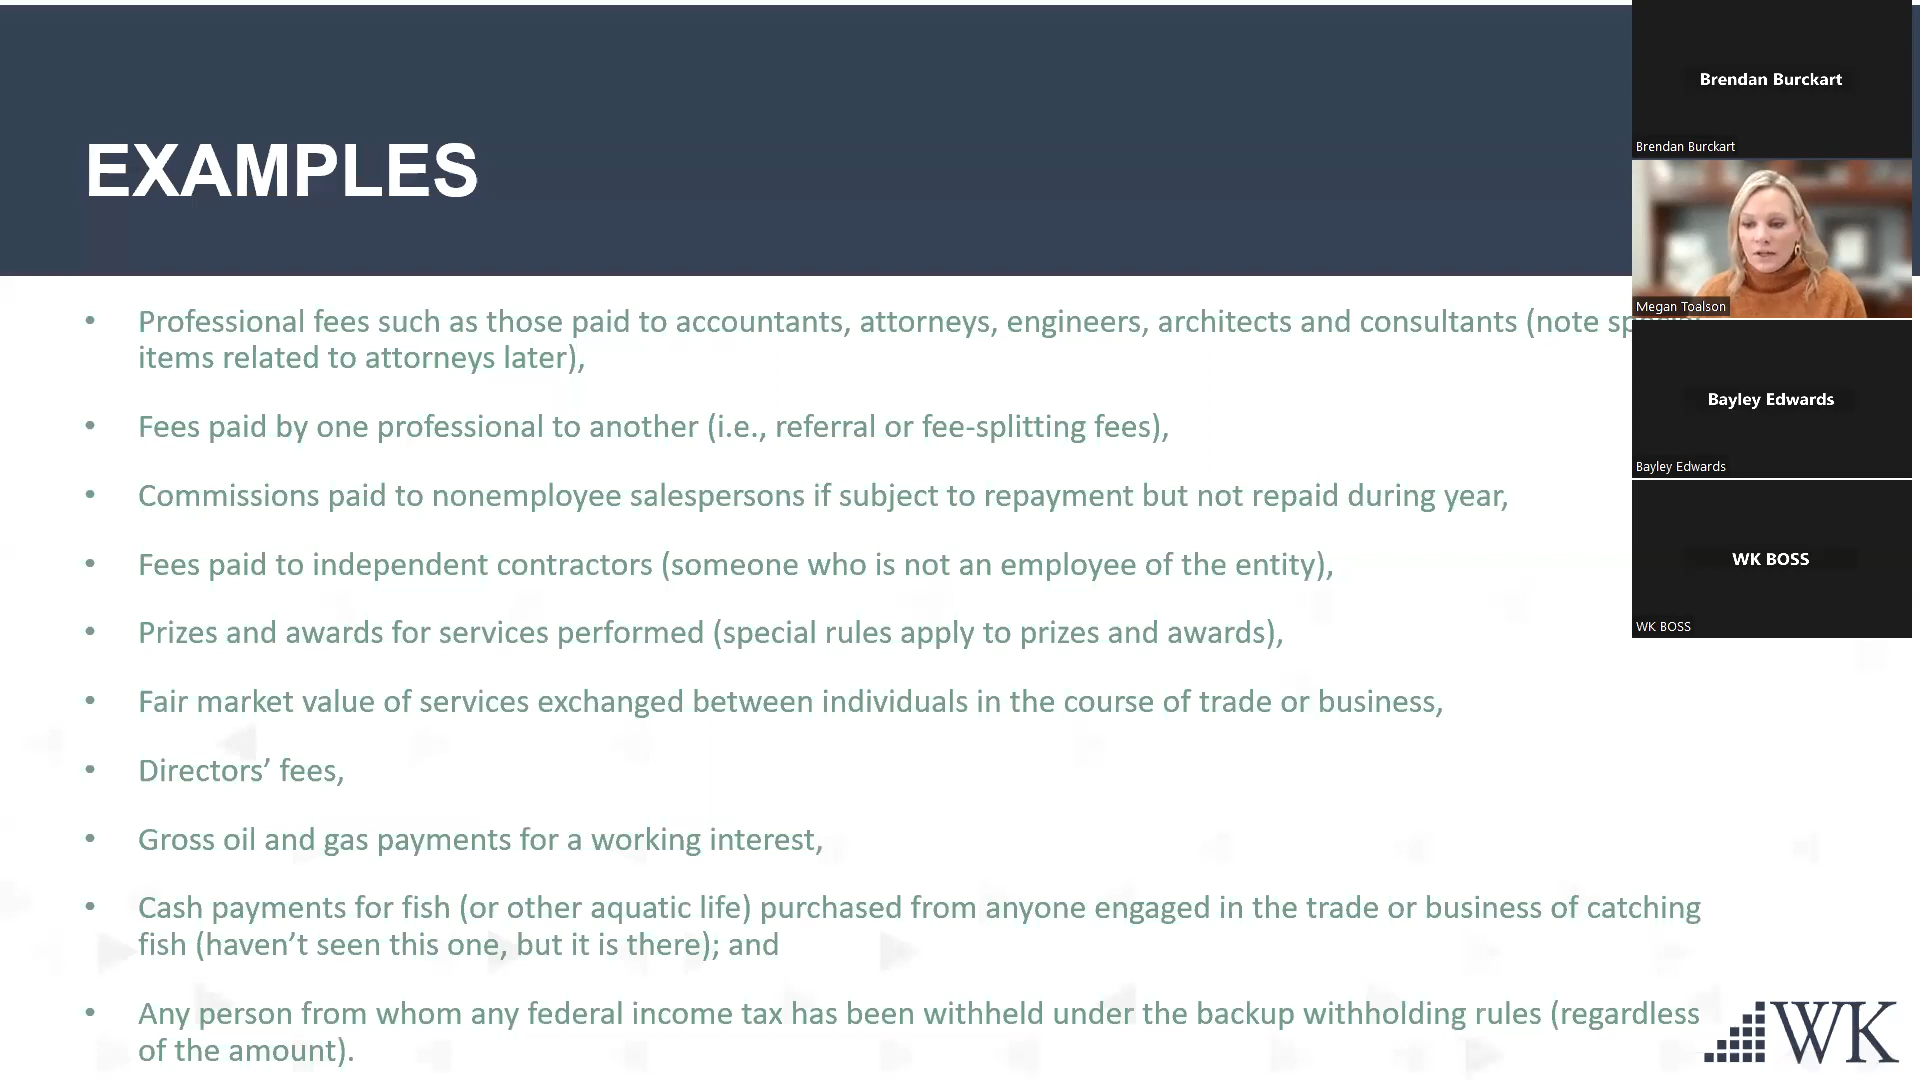 EXAMPLES
• Professional fees such as those paid to accountants, attorneys, engineers, architects and consultants (note
items related to attorneys later),
• Fees paid by one professional to another (i.e., referral or fee-splitting fees),
• Commissions paid to nonemployee salespersons if subject to repayment but not repaid during year,
• Fees paid to independent contractors (someone who is not an employee of the entity),
• Prizes and awards for services performed (special rules apply to prizes and awards),
• Fair market value of services exchanged between individuals in the course of trade or business,
• Directors’ fees,
• Gross oil and gas payments for a working interest,
• Cash payments for fish (or other aquatic life) purchased from anyone engaged in the trade or business of catching
fish (haven’t seen this one, but it is there); and
• Any person from whom any federal income tax has been withheld under the backup withholding rules (regardless
of the amount).
Brendan Burckart
Brendan Burckart
Megan Toalson
Bayley Edwards
Bayley Edwards
WK BOSS
WK BOSS
WK